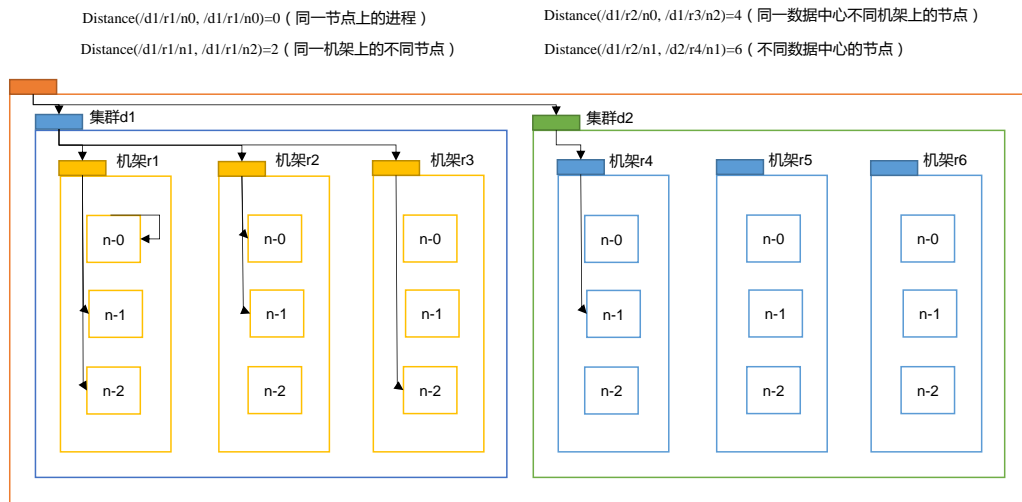 Distance(/d1/r1/n0, /d1/r1/n0)=0（同一节点上的进程）
Distance(/d1/r2/n0, /d1/r3/n2)=4（同一数据中心不同机架上的节点）
Distance(/d1/r1/n1, /d1/r1/n2)=2（同一机架上的不同节点）
Distance(/d1/r2/n1, /d2/r4/n1)=6（不同数据中心的节点）
集群d1
集群d2
机架r1
机架r2
机架r3
机架r4
机架r5
机架r6
n-0
n-0
n-0
n-0
n-0
n-0
n-1
n-1
n-1
n-1
n-1
n-1
n-2
n-2
n-2
n-2
n-2
n-2